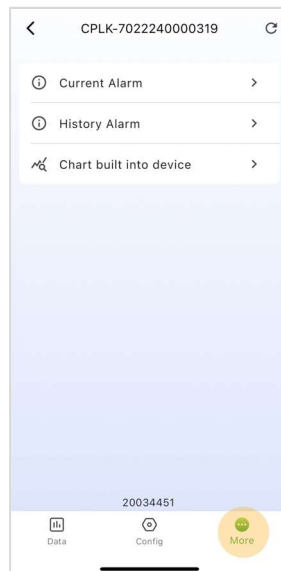 CPLK-7022240000319
Current Alarm
History Alarm
Chart built into device
20034451
Data Config More